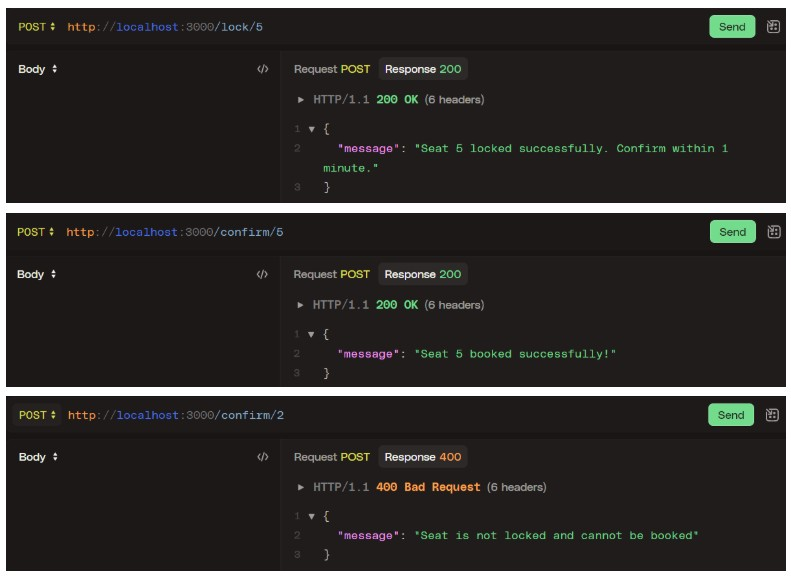 POST http://localhost:3000/lock/5 Send
Body </> Request POST Response 200
HTTP/1.1 200 OK (6 headers)
1 {
2 "message": "Seat 5 locked successfully. Confirm within 1
minute."
3 }
POST http://localhost:3000/confirm/5 Send
Body </> Request POST Response 200
HTTP/1.1 200 OK (6 headers)
1 {
2 "message": "Seat 5 booked successfully!"
3 }
POST http://localhost:3000/confirm/2 Send
Body </> Request POST Response 400
HTTP/1.1 400 Bad Request (6 headers)
1 {
2 "message": "Seat is not locked and cannot be booked"
3 }